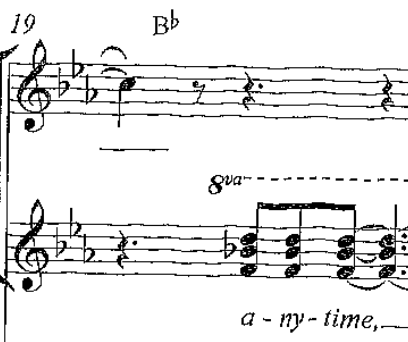 19 B♭
8va
a - ny - time,